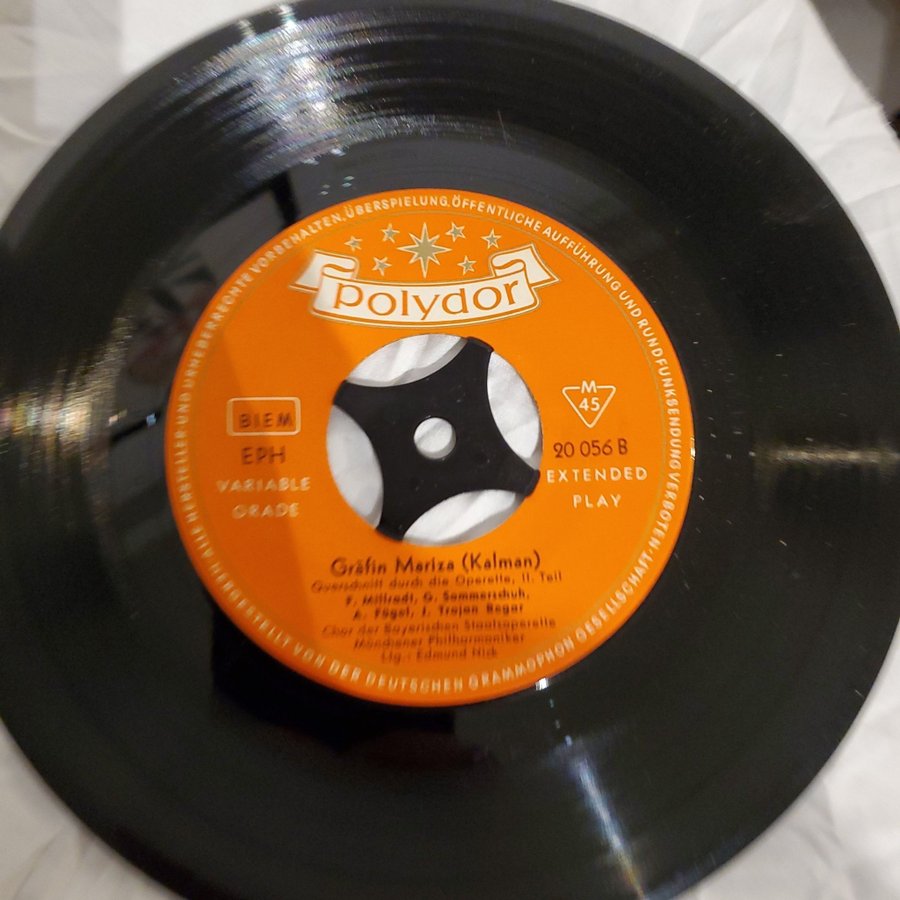 ALLE HERSTELLER UND URHEBERRECHTE VORBEHALTEN. ÜBERSPIELUNG, ÖFFENTLICHE AUFFÜHRUNG UND RUNDFUNKSENDUNG VERBOTEN.
polydor
M
45
BIEM
20 056 B
EPH
EXTENDED
VARIABLE
PLAY
GRADE
Gräfin Mariza (Kalman)
Querschnitt durch die Operette, II. Teil
F. Millradt, G. Sommerschuh,
A. Fügel, J. Trojan Regar
Chor der Bayerischen Staatsoperette
Münchner Philharmoniker
Ltg.: Edmund Nick
HERGESTELLT VON DER DEUTSCHEN GRAMMOPHON GESELLSCHAFT